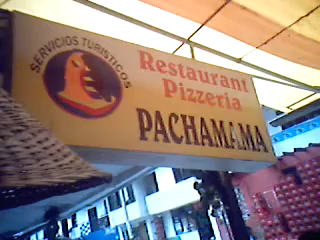 SERVICIOS TURISTICOS
Restaurant
Pizzeria
PACHAMAMA